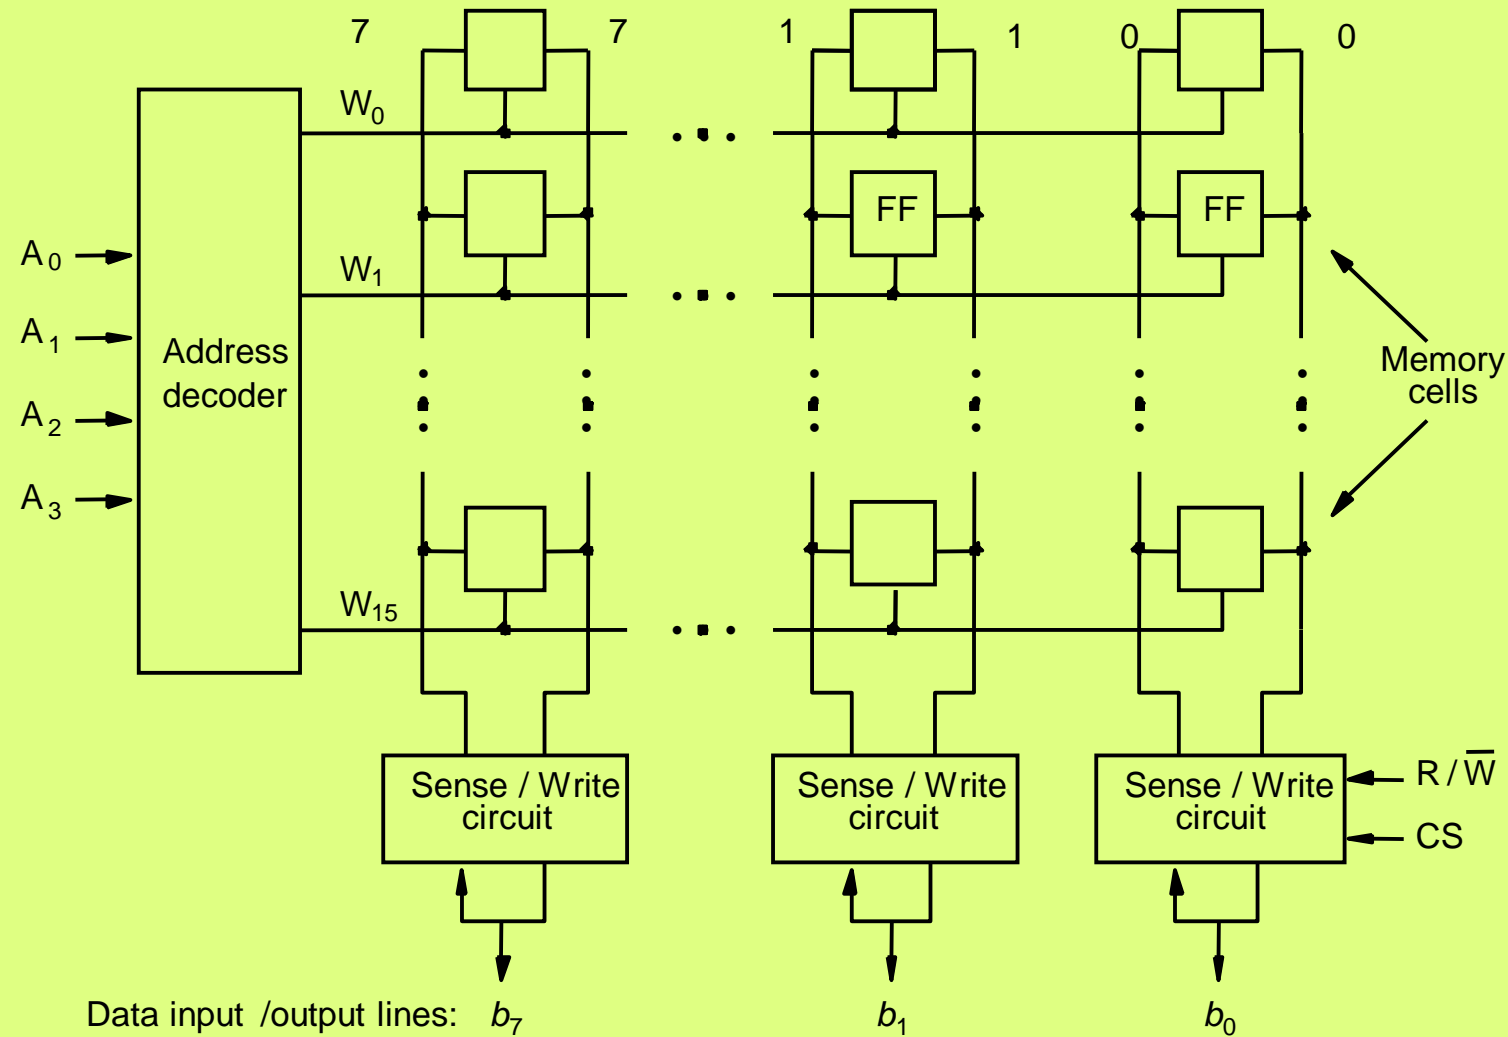 7 7 1 1 0 0
W0
FF FF
A0
W1
A1
Address
decoder
Memory
cells
A2
A3
W15
Sense / Write
circuit
Sense / Write
circuit
Sense / Write
circuit
R / W̅
CS
Data input /output lines: b7 b1 b0